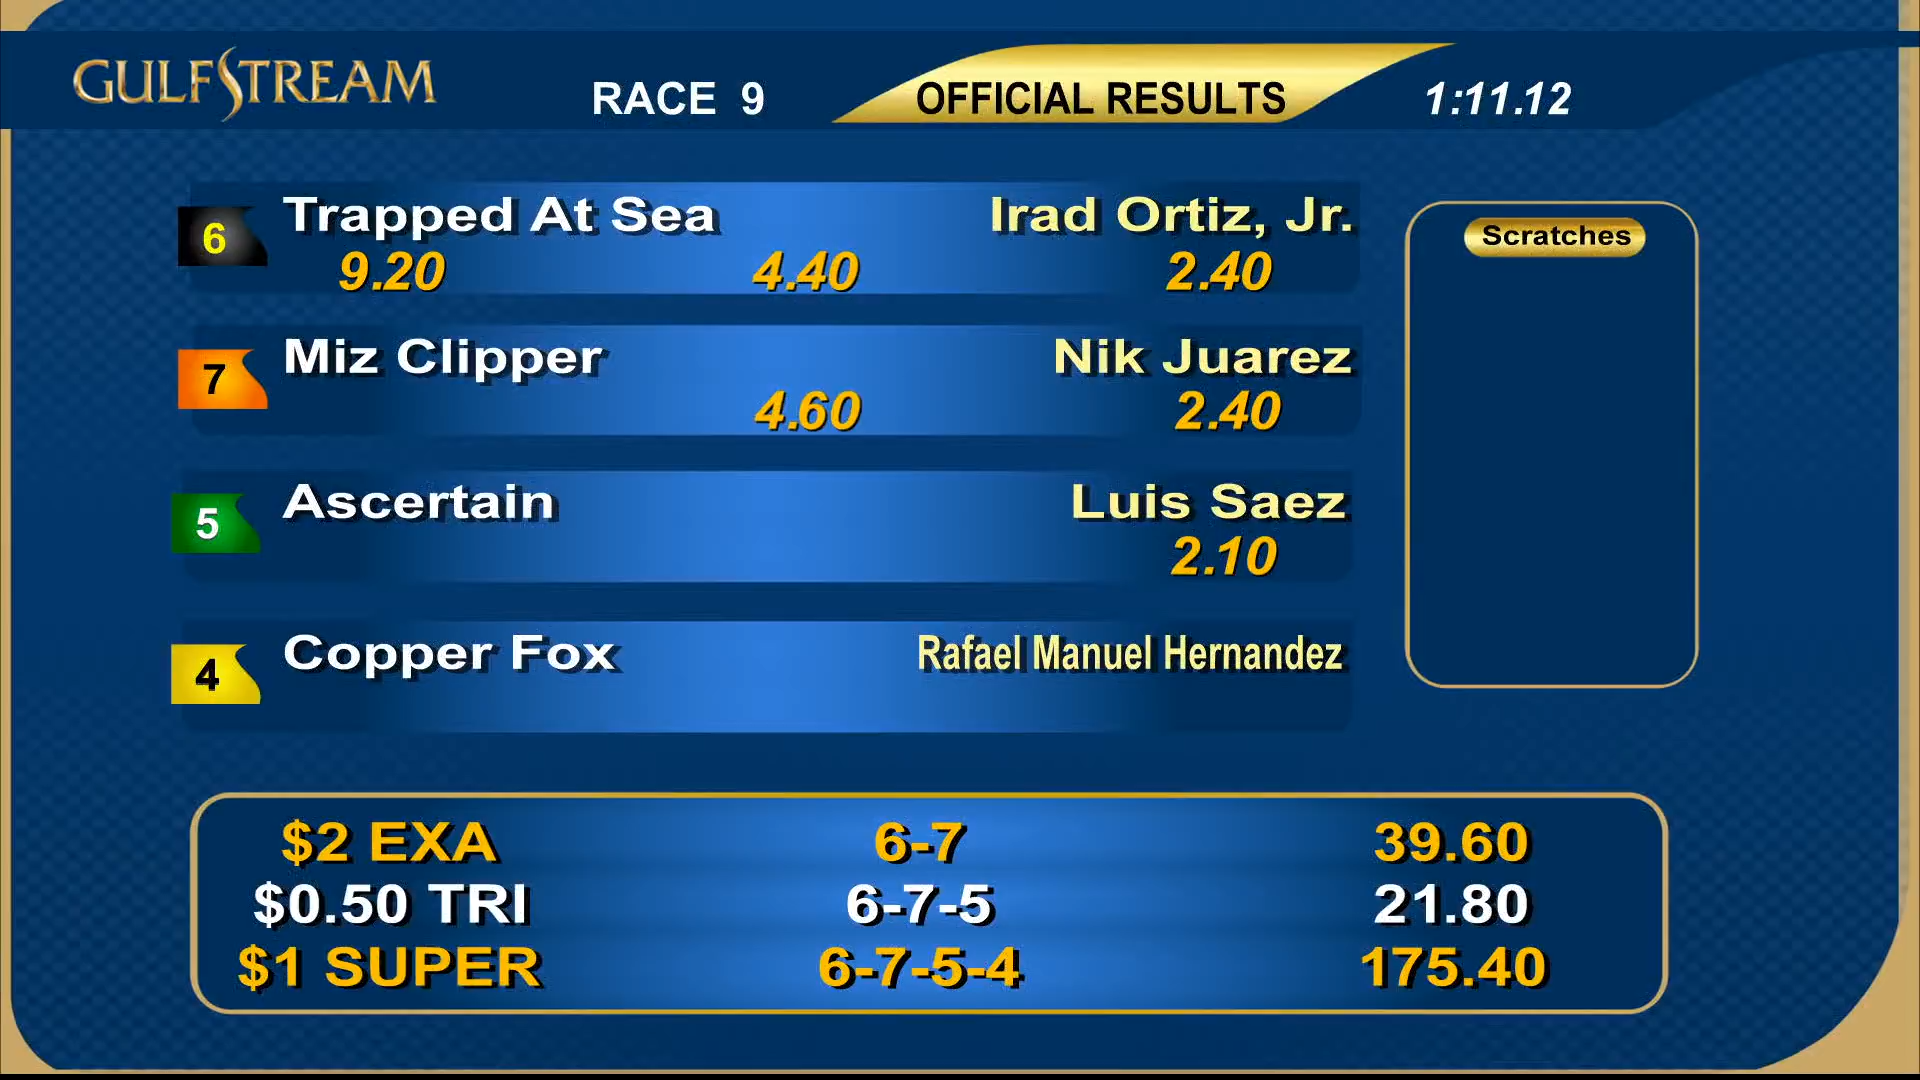 GULFSTREAM RACE 9 OFFICIAL RESULTS 1:11.12
6 Trapped At Sea Irad Ortiz, Jr.
9.20 4.40 2.40
Scratches
7 Miz Clipper Nik Juarez
4.60 2.40
5 Ascertain Luis Saez
2.10
4 Copper Fox Rafael Manuel Hernandez
$2 EXA 6-7 39.60
$0.50 TRI 6-7-5 21.80
$1 SUPER 6-7-5-4 175.40